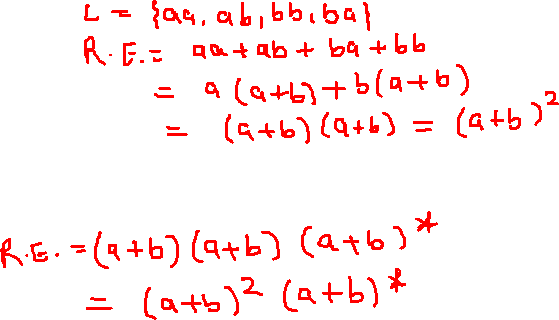 L = {aa, ab, bb, ba}
R.E. = aa + ab + ba + bb
= a (a+b) + b(a+b)
= (a+b) (a+b) = (a+b)²
R.E. = (a+b) (a+b) (a+b)*
= (a+b)² (a+b)*